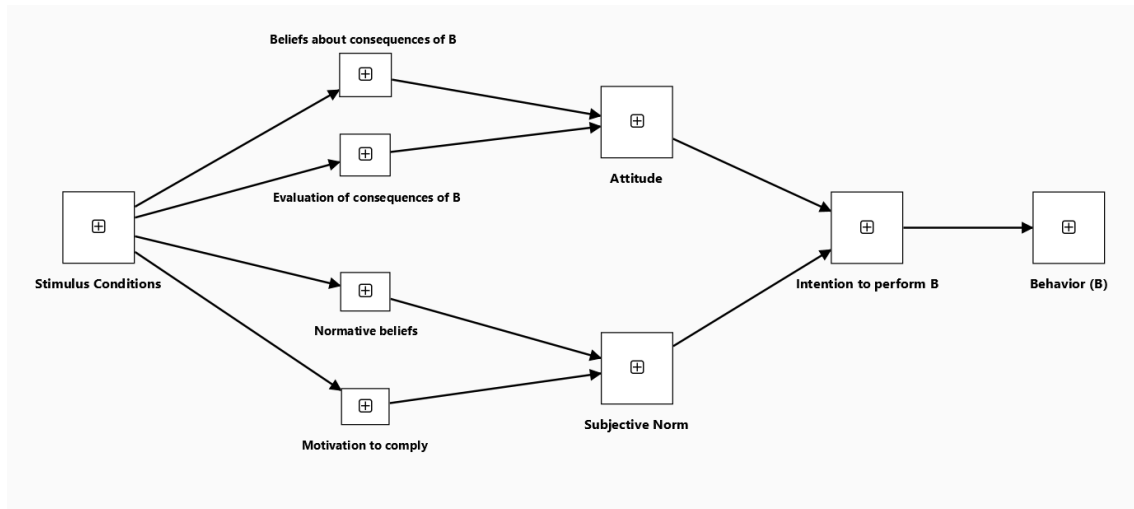 Beliefs about consequences of B
Evaluation of consequences of B
Attitude
Stimulus Conditions
Intention to perform B
Behavior (B)
Normative beliefs
Subjective Norm
Motivation to comply